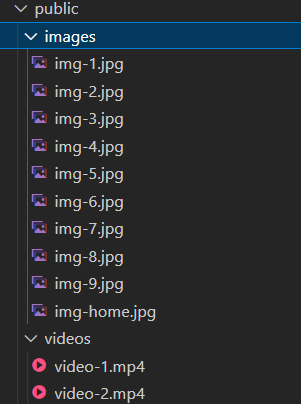 public
images
img-1.jpg
img-2.jpg
img-3.jpg
img-4.jpg
img-5.jpg
img-6.jpg
img-7.jpg
img-8.jpg
img-9.jpg
img-home.jpg
videos
video-1.mp4
video-2.mp4